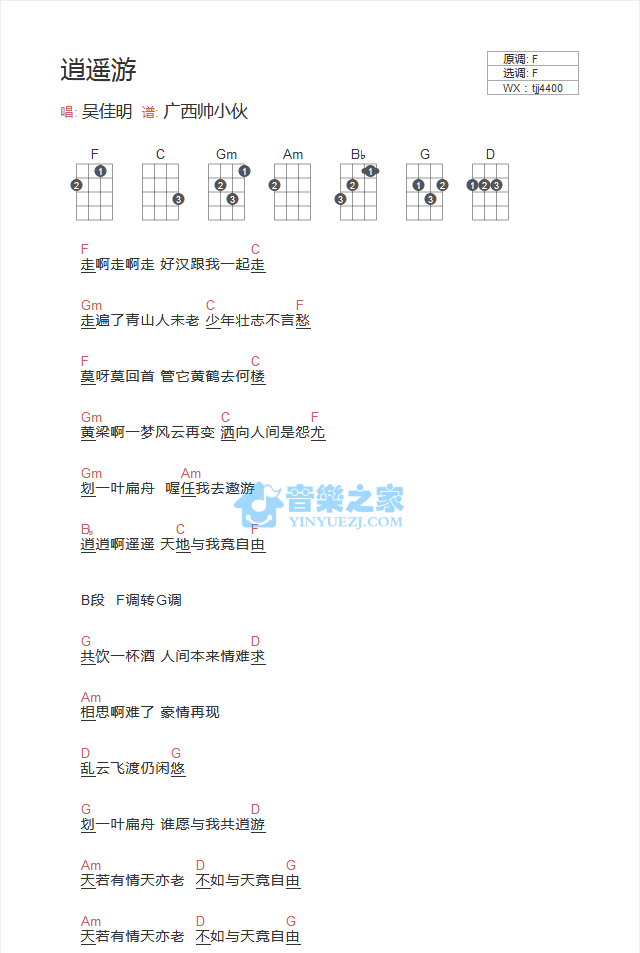 逍遥游
原调: F
选调: F
WX：tjj4400
唱: 吴佳明 谱: 广西帅小伙
F C Gm Am B♭ G D
1 1 1 1 2
2 2 2 2 1 2 1 2 3
3 3 3 3
F C
走啊走啊走 好汉跟我一起走
Gm C F
走遍了青山人未老 少年壮志不言愁
F C
莫呀莫回首 管它黄鹤去何楼
Gm C F
黄梁啊一梦风云再变 洒向人间是怨尤
Gm Am
划一叶扁舟 喔任我去遨游
音樂之家
YINYUEZJ.COM
B♭ C F
逍逍啊遥遥 天地与我竞自由
B段 F调转G调
G D
共饮一杯酒 人间本来情难求
Am
相思啊难了 豪情再现
D G
乱云飞渡仍闲悠
G D
划一叶扁舟 谁愿与我共逍游
Am D G
天若有情天亦老 不如与天竞自由
Am D G
天若有情天亦老 不如与天竞自由